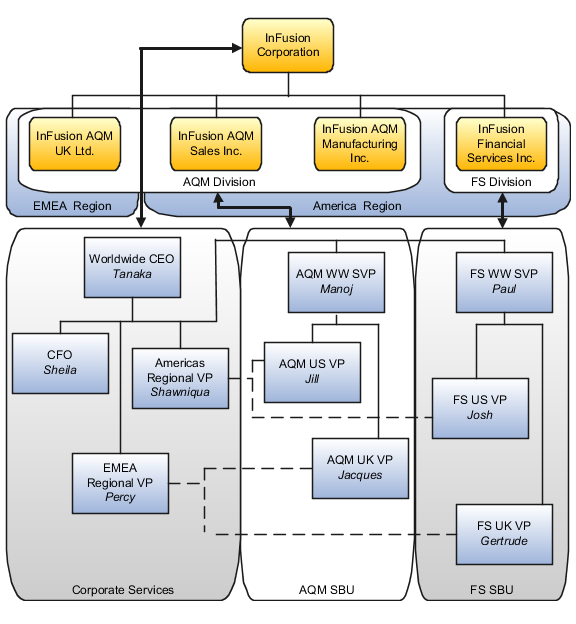 InFusion
Corporation
InFusion AQM
UK Ltd.
InFusion AQM
Sales Inc.
InFusion AQM
Manufacturing
Inc.
InFusion
Financial
Services Inc.
AQM Division
FS Division
EMEA Region
America Region
Worldwide CEO
Tanaka
AQM WW SVP
Manoj
FS WW SVP
Paul
CFO
Sheila
Americas
Regional VP
Shawniqua
AQM US VP
Jill
FS US VP
Josh
EMEA
Regional VP
Percy
AQM UK VP
Jacques
FS UK VP
Gertrude
Corporate Services
AQM SBU
FS SBU